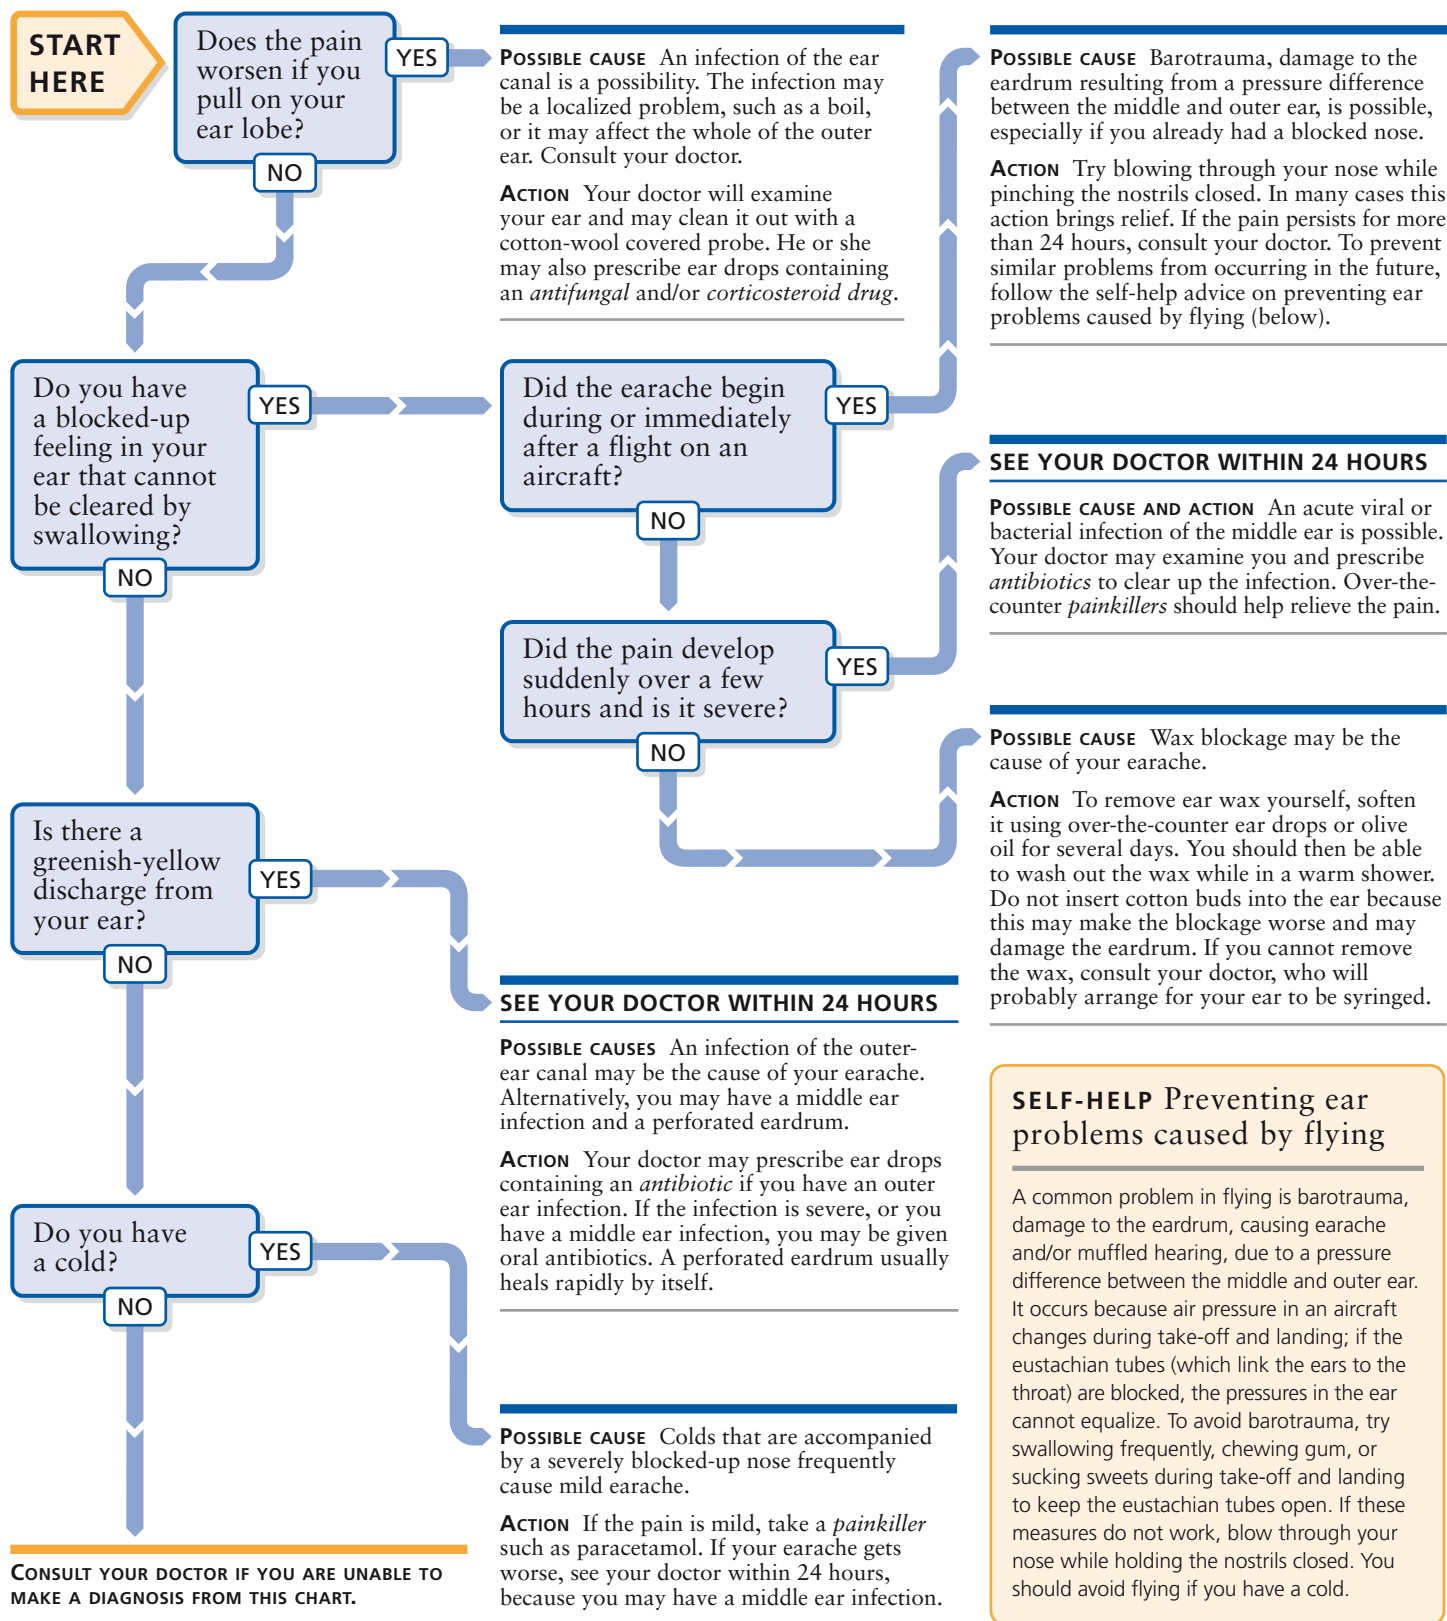 START
HERE
Does the pain
worsen if you
pull on your
ear lobe?
YES
NO
POSSIBLE CAUSE An infection of the ear
canal is a possibility. The infection may
be a localized problem, such as a boil,
or it may affect the whole of the outer
ear. Consult your doctor.
ACTION Your doctor will examine
your ear and may clean it out with a
cotton-wool covered probe. He or she
may also prescribe ear drops containing
an antifungal and/or corticosteroid drug.
Do you have
a blocked-up
feeling in your
ear that cannot
be cleared by
swallowing?
YES
NO
Did the earache begin
during or immediately
after a flight on an
aircraft?
YES
NO
POSSIBLE CAUSE Barotrauma, damage to the
eardrum resulting from a pressure difference
between the middle and outer ear, is possible,
especially if you already had a blocked nose.
ACTION Try blowing through your nose while
pinching the nostrils closed. In many cases this
action brings relief. If the pain persists for more
than 24 hours, consult your doctor. To prevent
similar problems from occurring in the future,
follow the self-help advice on preventing ear
problems caused by flying (below).
Did the pain develop
suddenly over a few
hours and is it severe?
YES
NO
SEE YOUR DOCTOR WITHIN 24 HOURS
POSSIBLE CAUSE AND ACTION An acute viral or
bacterial infection of the middle ear is possible.
Your doctor may examine you and prescribe
antibiotics to clear up the infection. Over-the-
counter painkillers should help relieve the pain.
POSSIBLE CAUSE Wax blockage may be the
cause of your earache.
ACTION To remove ear wax yourself, soften
it using over-the-counter ear drops or olive
oil for several days. You should then be able
to wash out the wax while in a warm shower.
Do not insert cotton buds into the ear because
this may make the blockage worse and may
damage the eardrum. If you cannot remove
the wax, consult your doctor, who will
probably arrange for your ear to be syringed.
Is there a
greenish-yellow
discharge from
your ear?
YES
NO
SEE YOUR DOCTOR WITHIN 24 HOURS
POSSIBLE CAUSES An infection of the outer-
ear canal may be the cause of your earache.
Alternatively, you may have a middle ear
infection and a perforated eardrum.
ACTION Your doctor may prescribe ear drops
containing an antibiotic if you have an outer
ear infection. If the infection is severe, or you
have a middle ear infection, you may be given
oral antibiotics. A perforated eardrum usually
heals rapidly by itself.
Do you have
a cold?
YES
NO
POSSIBLE CAUSE Colds that are accompanied
by a severely blocked-up nose frequently
cause mild earache.
ACTION If the pain is mild, take a painkiller
such as paracetamol. If your earache gets
worse, see your doctor within 24 hours,
because you may have a middle ear infection.
CONSULT YOUR DOCTOR IF YOU ARE UNABLE TO
MAKE A DIAGNOSIS FROM THIS CHART.
SELF-HELP Preventing ear
problems caused by flying
A common problem in flying is barotrauma,
damage to the eardrum, causing earache
and/or muffled hearing, due to a pressure
difference between the middle and outer ear.
It occurs because air pressure in an aircraft
changes during take-off and landing; if the
eustachian tubes (which link the ears to the
throat) are blocked, the pressures in the ear
cannot equalize. To avoid barotrauma, try
swallowing frequently, chewing gum, or
sucking sweets during take-off and landing
to keep the eustachian tubes open. If these
measures do not work, blow through your
nose while holding the nostrils closed. You
should avoid flying if you have a cold.